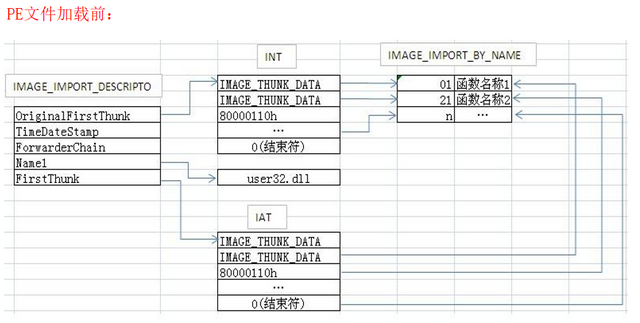 PE文件加载前：
INT
IMAGE_IMPORT_BY_NAME
IMAGE_IMPORT_DESCRIPTO
IMAGE_THUNK_DATA
01 函数名称1
IMAGE_THUNK_DATA
21 函数名称2
OriginalFirstThunk
80000110h
n …
TimeDateStamp
…
ForwarderChain
0(结束符)
Name1
FirstThunk
user32.dll
IAT
IMAGE_THUNK_DATA
IMAGE_THUNK_DATA
80000110h
…
0(结束符)